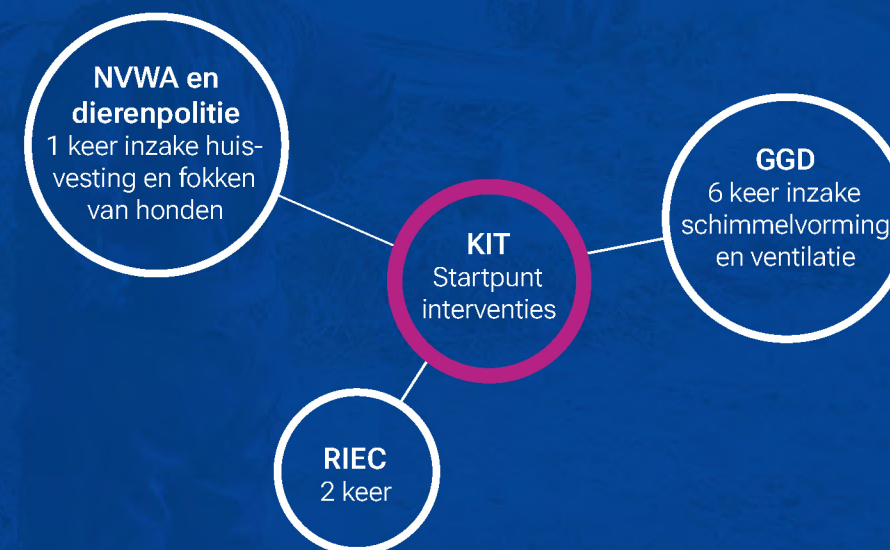 NVWA en
dierenpolitie
1 keer inzake huis-
vesting en fokken
van honden
GGD
6 keer inzake
schimmelvorming
en ventilatie
KIT
Startpunt
interventies
RIEC
2 keer